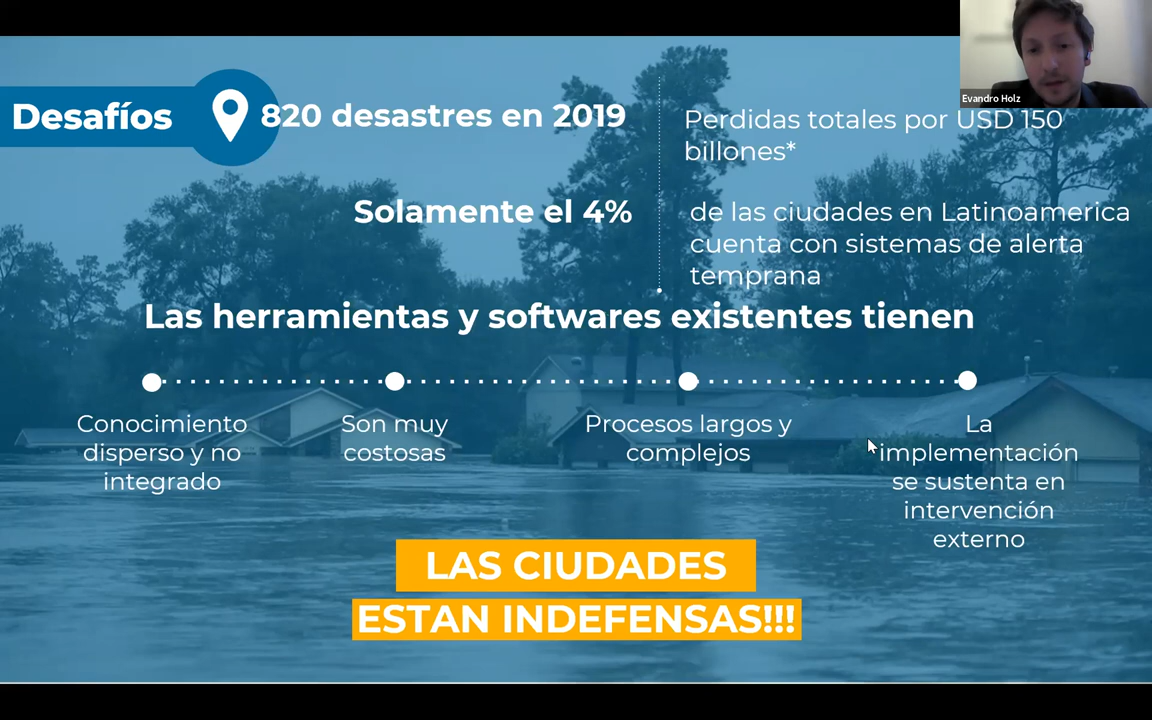 Desafíos
820 desastres en 2019
Perdidas totales por USD 150
billones*
Solamente el 4%
de las ciudades en Latinoamerica
cuenta con sistemas de alerta
temprana
Las herramientas y softwares existentes tienen
Conocimiento
disperso y no
integrado
Son muy
costosas
Procesos largos y
complejos
La
implementación
se sustenta en
intervención
externo
LAS CIUDADES
ESTAN INDEFENSAS!!!
Evandro Holz